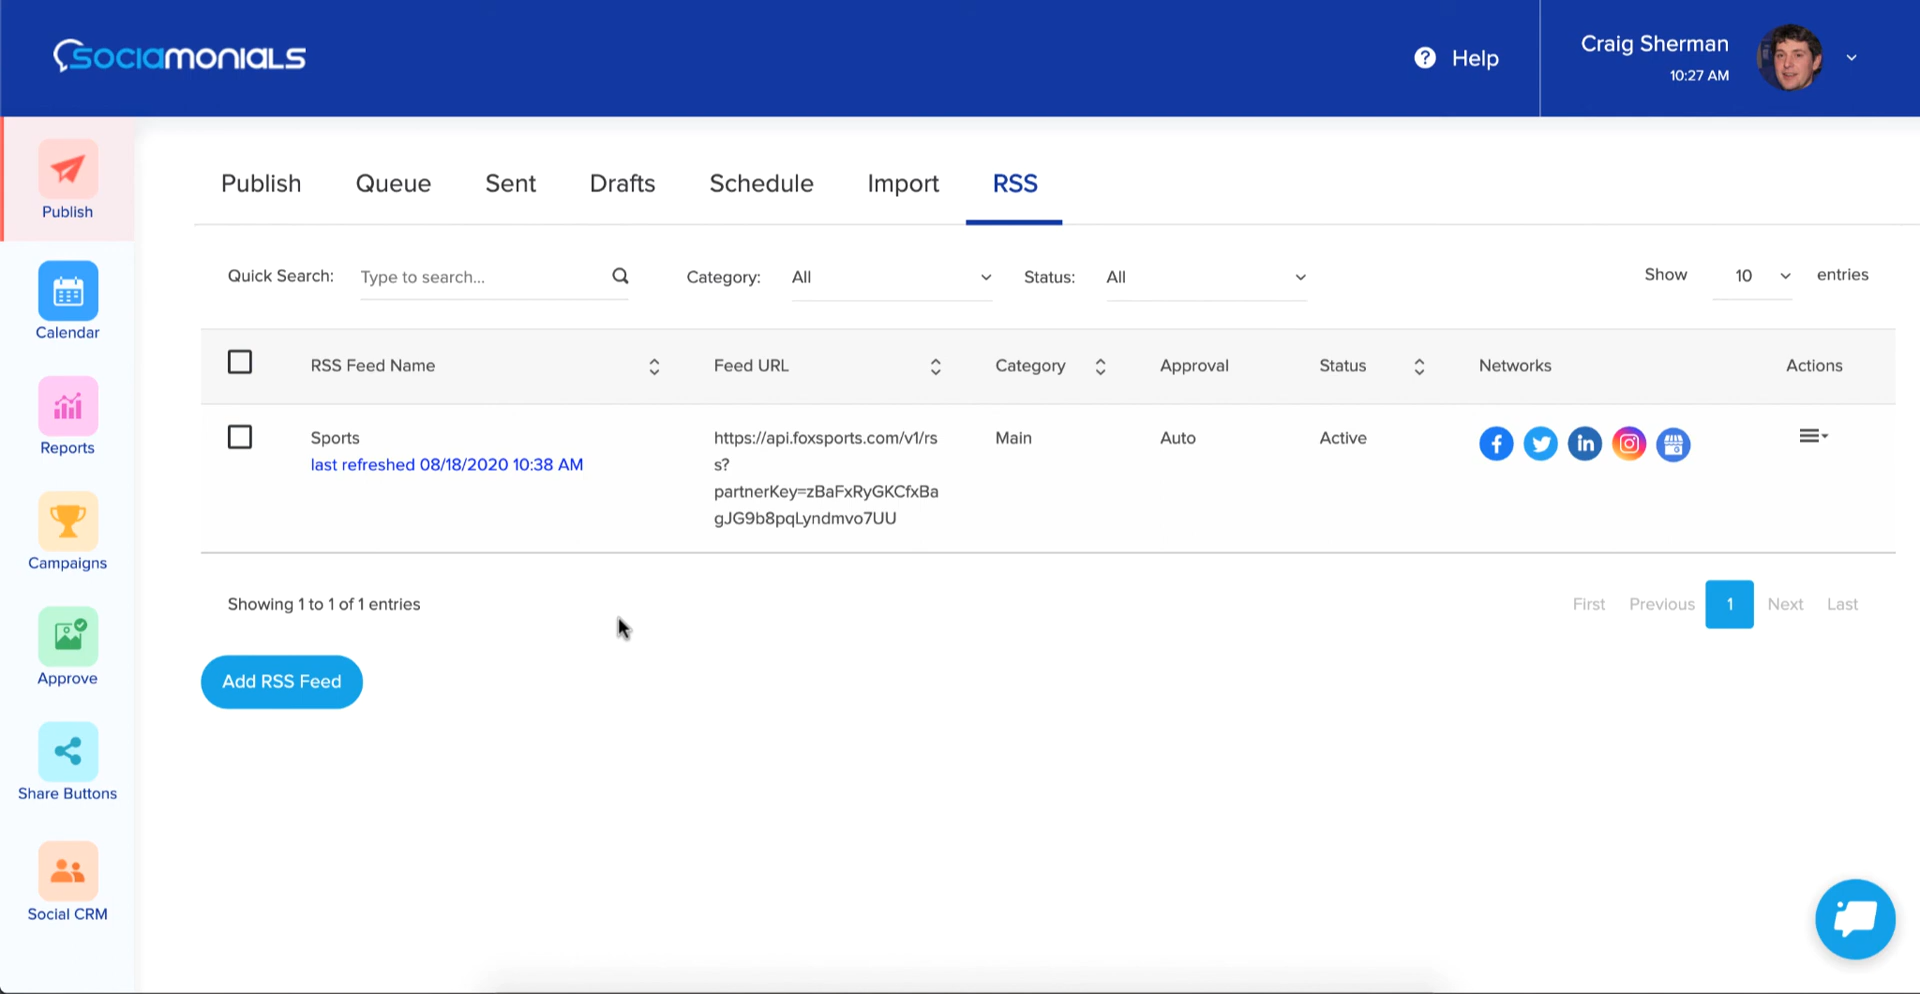 Sociamonials
Help
Craig Sherman
10:27 AM
Publish
Calendar
Reports
Campaigns
Approve
Share Buttons
Social CRM
Publish Queue Sent Drafts Schedule Import RSS
Quick Search: Type to search... Category: All Status: All Show 10 entries
RSS Feed Name Feed URL Category Approval Status Networks Actions
Sports https://api.foxsports.com/v1/rs Main Auto Active
last refreshed 08/18/2020 10:38 AM s?
partnerKey=zBaFxRyGKCfxBa
gJG9b8pqLyndmvo7UU
Showing 1 to 1 of 1 entries First Previous 1 Next Last
Add RSS Feed